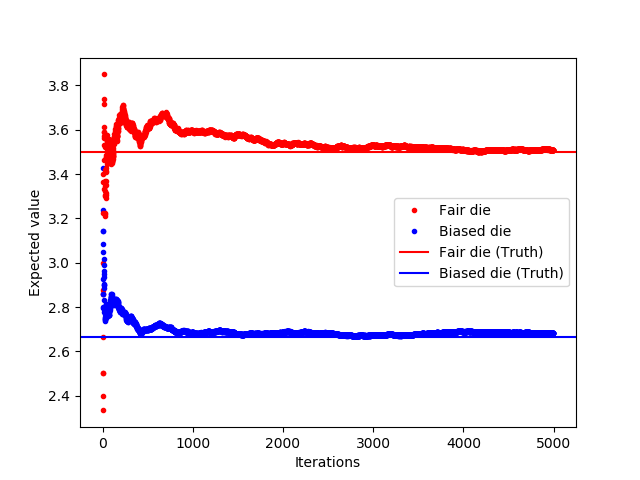 3.8
3.6
3.4
3.2
3.0
2.8
2.6
2.4
Expected value
Fair die
Biased die
Fair die (Truth)
Biased die (Truth)
0 1000 2000 3000 4000 5000
Iterations